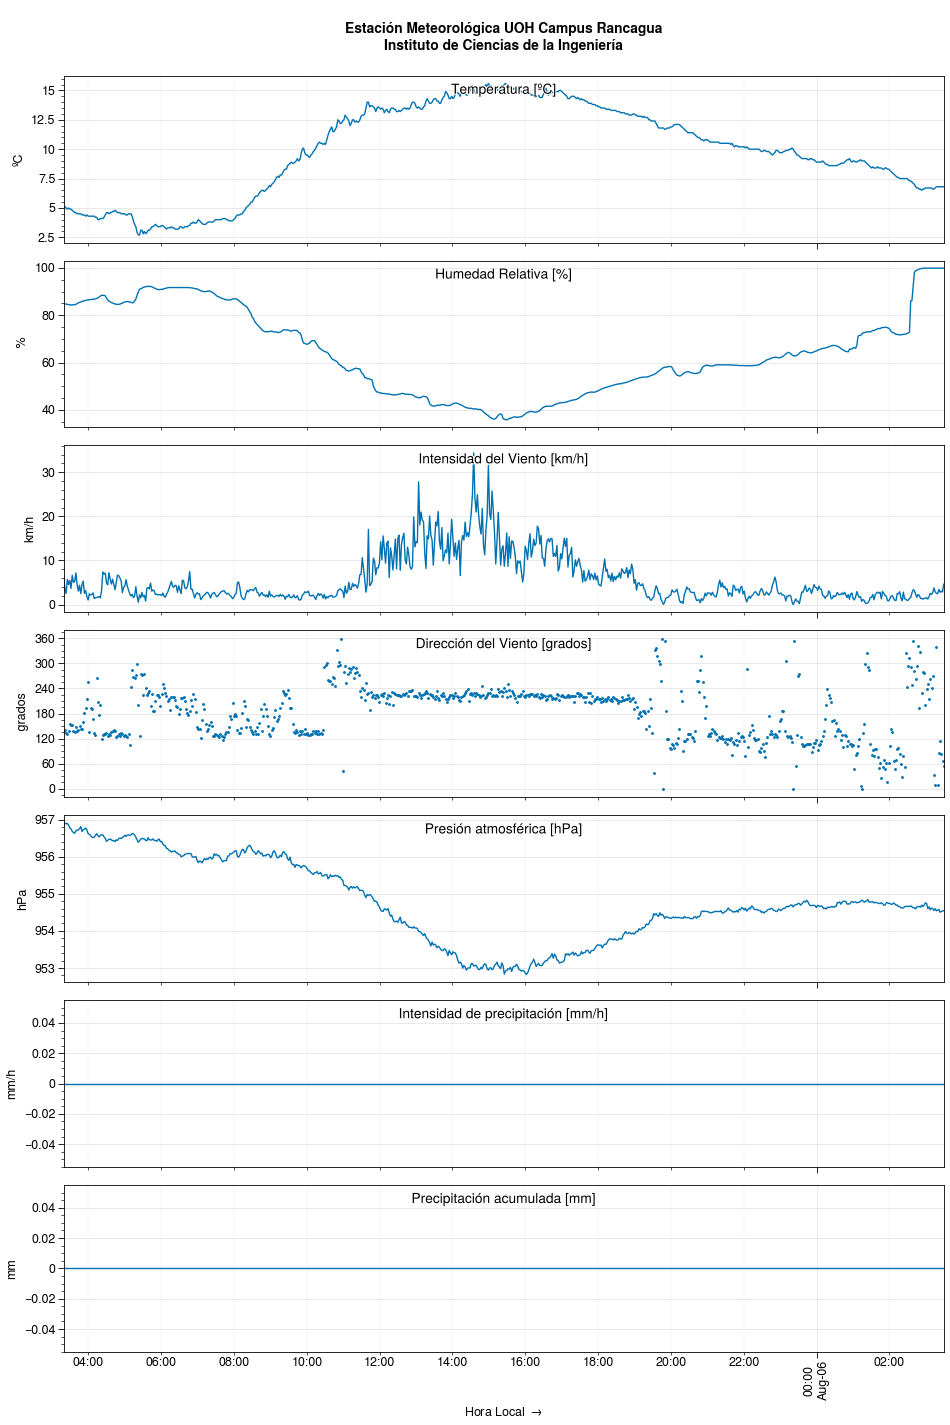 Estación Meteorológica UOH Campus Rancagua
Instituto de Ciencias de la Ingeniería
Temperatura [ºC]
ºC
15
12.5
10
7.5
5
2.5
Humedad Relativa [%]
%
100
80
60
40
Intensidad del Viento [km/h]
km/h
30
20
10
0
Dirección del Viento [grados]
grados
360
300
240
180
120
60
0
Presión atmosférica [hPa]
hPa
957
956
955
954
953
Intensidad de precipitación [mm/h]
mm/h
0.04
0.02
0
−0.02
−0.04
Precipitación acumulada [mm]
mm
0.04
0.02
0
−0.02
−0.04
04:00 06:00 08:00 10:00 12:00 14:00 16:00 18:00 20:00 22:00 00:00 02:00
Aug-06
Hora Local →